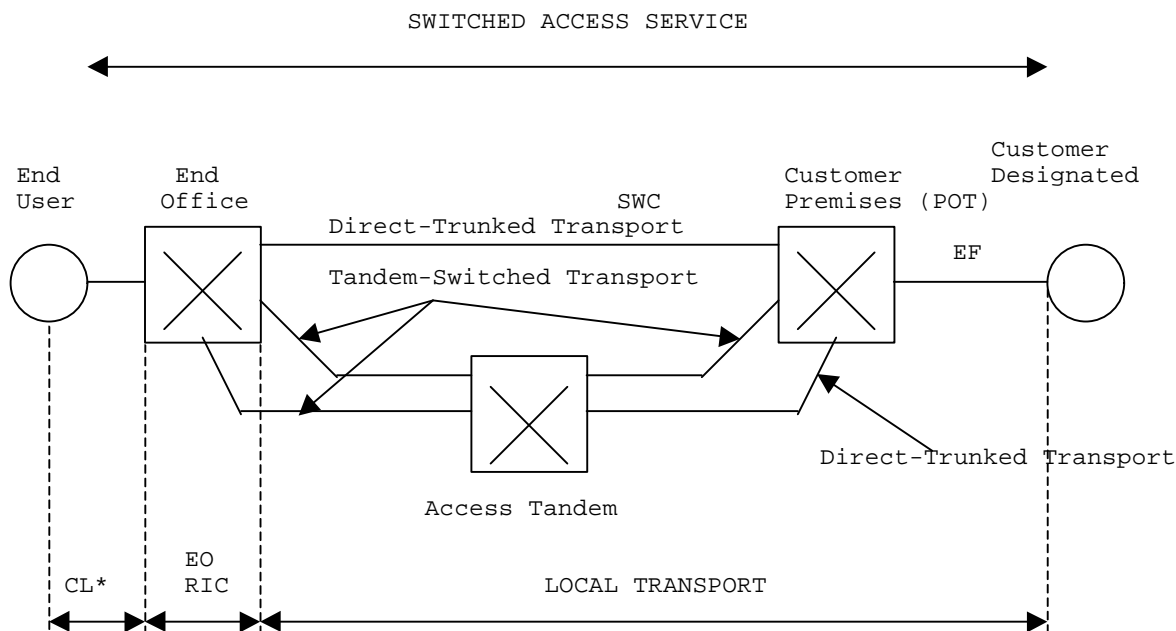 SWITCHED ACCESS SERVICE
Customer
End End Customer Designated
User Office SWC Premises (POT)
Direct-Trunked Transport
EF
Tandem-Switched Transport
Direct-Trunked Transport
Access Tandem
EO
CL* RIC LOCAL TRANSPORT